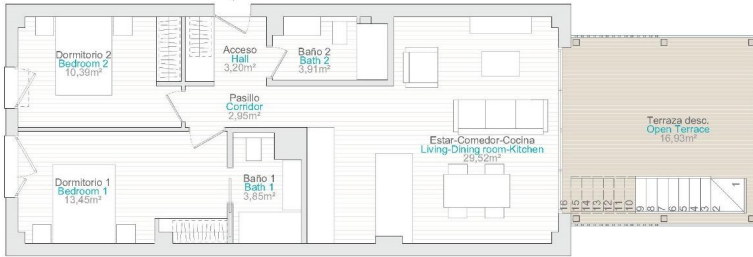 Dormitorio 2
Bedroom 2
10,39m²
Acceso
Hall
3,20m²
Baño 2
Bath 2
3,91m²
Pasillo
Corridor
2,95m²
Estar-Comedor-Cocina
Living-Dining room-Kitchen
29,52m²
Terraza desc.
Open Terrace
16,93m²
Dormitorio 1
Bedroom 1
13,45m²
Baño 1
Bath 1
3,85m²
16 15 14 13 12 11 10 9 8 7 6 5 4 3 2 1